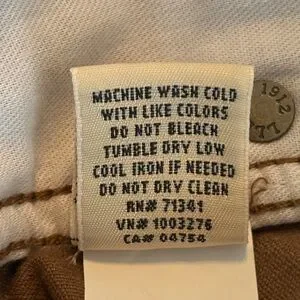 MACHINE WASH COLD
WITH LIKE COLORS
DO NOT BLEACH
TUMBLE DRY LOW
COOL IRON IF NEEDED
DO NOT DRY CLEAN
RN# 71341
VN# 1003276
CA# 04754
1912 LL